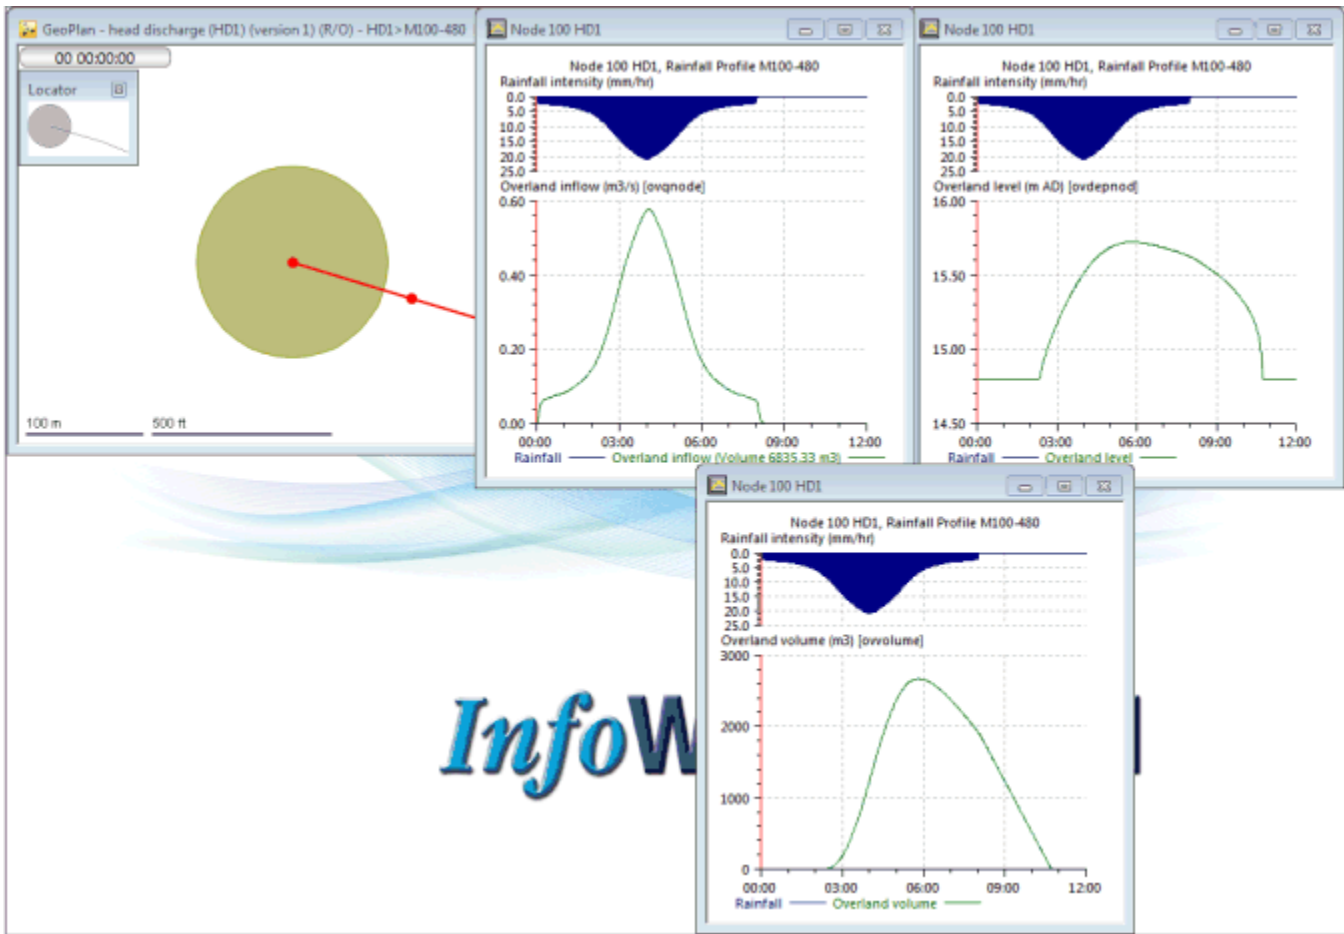 GeoPlan - head discharge (HD1) (version 1) (R/O) - HD1>M100-480
00 00:00:00
Locator
100 m
500 ft
Node 100 HD1
Node 100 HD1, Rainfall Profile M100-480
Rainfall intensity (mm/hr)
0.0
5.0
10.0
15.0
20.0
25.0
Overland inflow (m3/s) [ovqnode]
0.60
0.40
0.20
0.00
00:00 03:00 06:00 09:00 12:00
Rainfall Overland inflow (Volume 6835.33 m3)
Node 100 HD1
Node 100 HD1, Rainfall Profile M100-480
Rainfall intensity (mm/hr)
0.0
5.0
10.0
15.0
20.0
25.0
Overland level (m AD) [ovdepnod]
16.00
15.50
15.00
14.50
00:00 03:00 06:00 09:00 12:00
Rainfall Overland level
Node 100 HD1
Node 100 HD1, Rainfall Profile M100-480
Rainfall intensity (mm/hr)
0.0
5.0
10.0
15.0
20.0
25.0
Overland volume (m3) [ovvolume]
3000
2000
1000
0
00:00 03:00 06:00 09:00 12:00
Rainfall Overland volume
InfoW